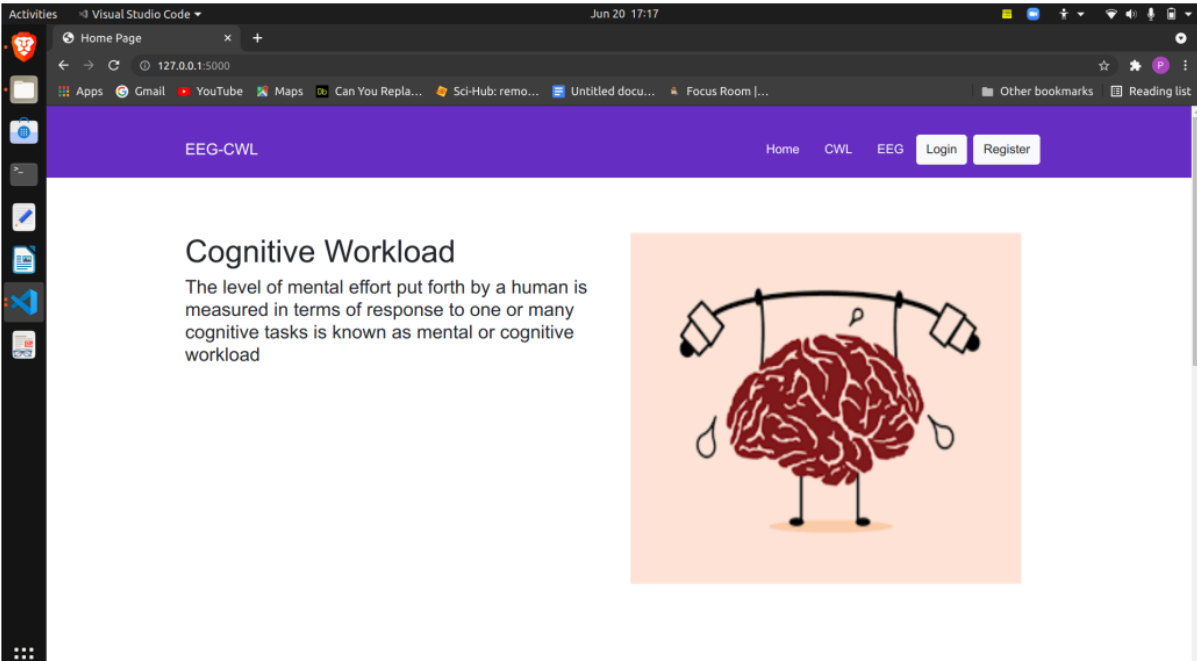 Activities Visual Studio Code Jun 20 17:17
Home Page
127.0.0.1:5000
Apps Gmail YouTube Maps Can You Repla... Sci-Hub: remo... Untitled docu... Focus Room |... Other bookmarks Reading list
EEG-CWL Home CWL EEG Login Register
Cognitive Workload
The level of mental effort put forth by a human is
measured in terms of response to one or many
cognitive tasks is known as mental or cognitive
workload